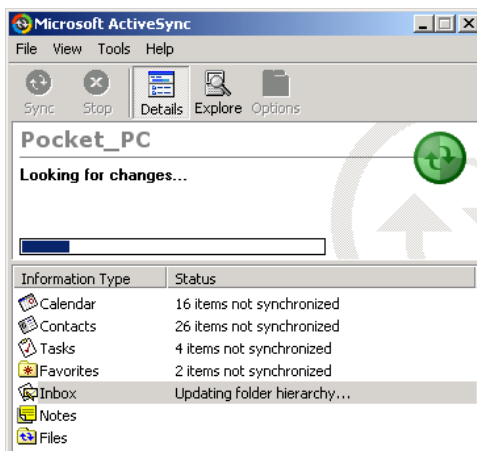 Microsoft ActiveSync
File View Tools Help
Sync Stop Details Explore Options
Pocket_PC
Looking for changes...
Information Type Status
Calendar 16 items not synchronized
Contacts 26 items not synchronized
Tasks 4 items not synchronized
Favorites 2 items not synchronized
Inbox Updating folder hierarchy...
Notes
Files